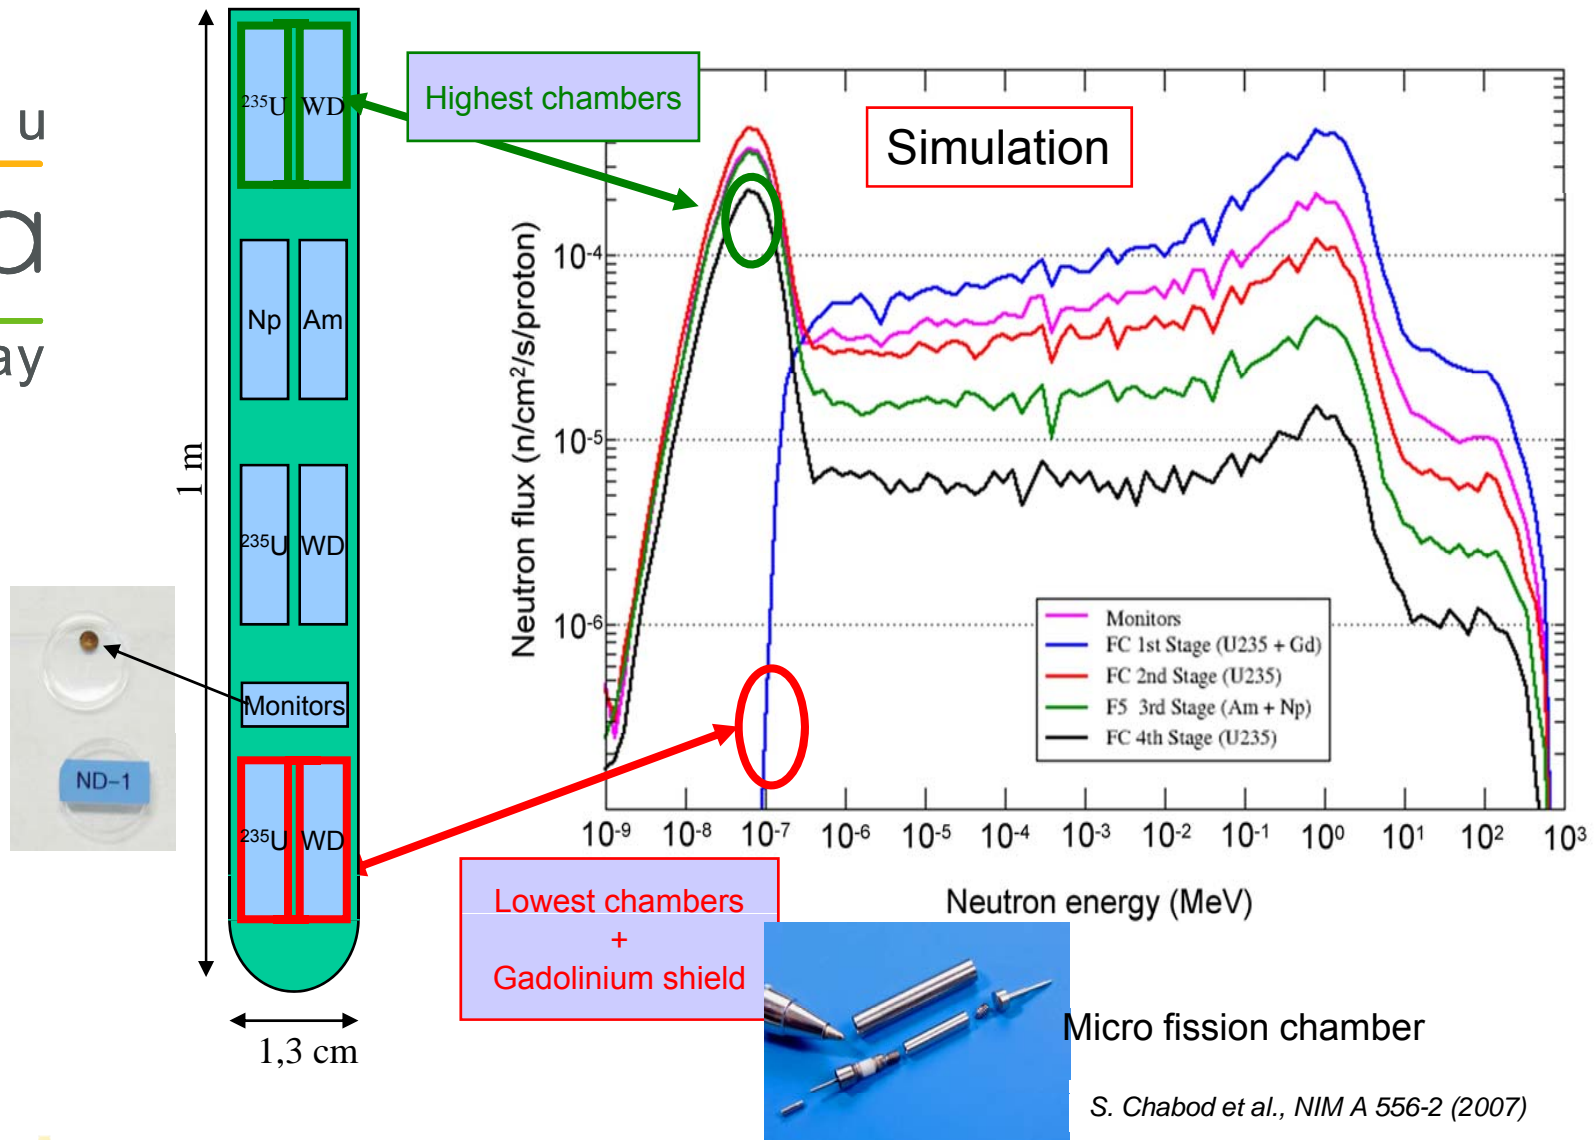 u
a
ay
1 m
235U WD
Np Am
235U WD
Monitors
235U WD
1,3 cm
ND-1
Highest chambers
Simulation
Neutron flux (n/cm2/s/proton)
10-4
10-5
10-6
10-9 10-8 10-7 10-6 10-5 10-4 10-3 10-2 10-1 100 101 102 103
Neutron energy (MeV)
Monitors
FC 1st Stage (U235 + Gd)
FC 2nd Stage (U235)
F5 3rd Stage (Am + Np)
FC 4th Stage (U235)
Lowest chambers
+
Gadolinium shield
Micro fission chamber
S. Chabod et al., NIM A 556-2 (2007)